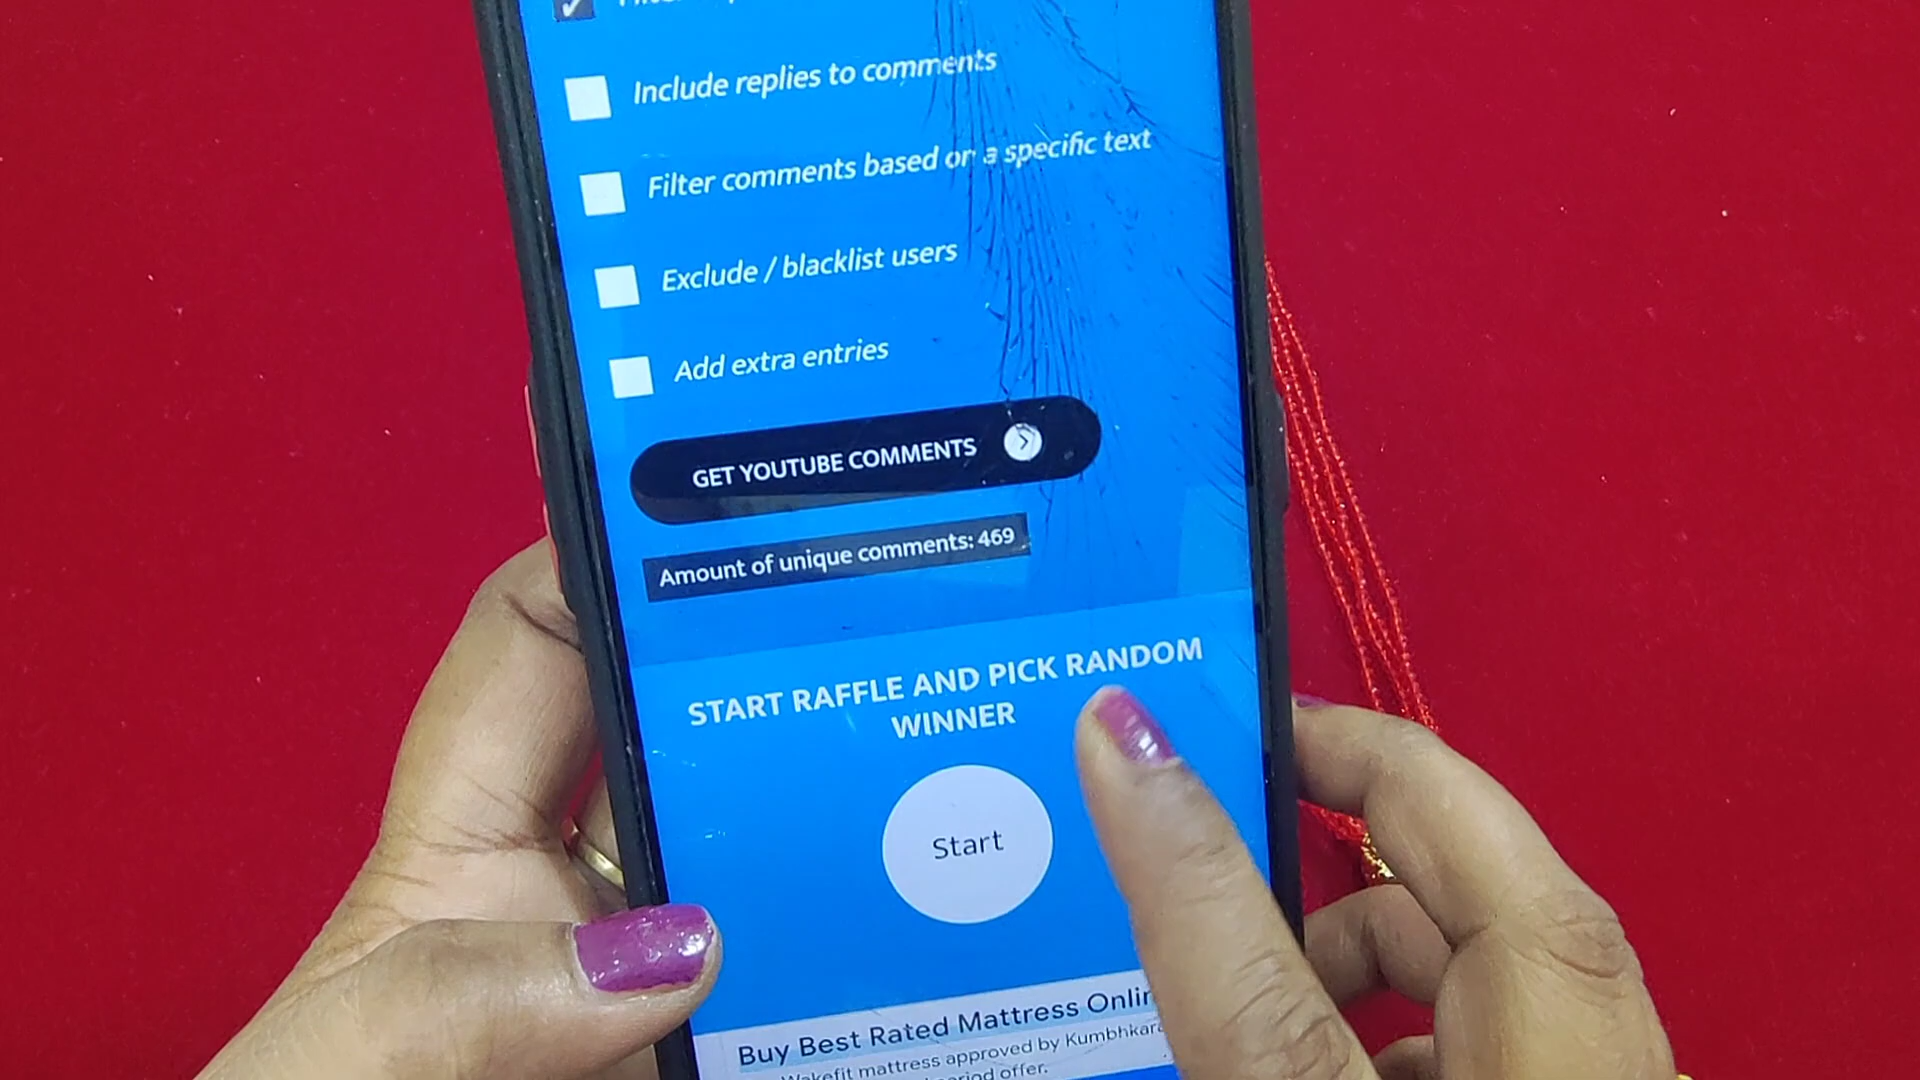 Include replies to comments
Filter comments based on a specific text
Exclude / blacklist users
Add extra entries
GET YOUTUBE COMMENTS
Amount of unique comments: 469
START RAFFLE AND PICK RANDOM
WINNER
Start
Buy Best Rated Mattress Onlin
Wakefit mattress approved by Kumbhkara
offer.